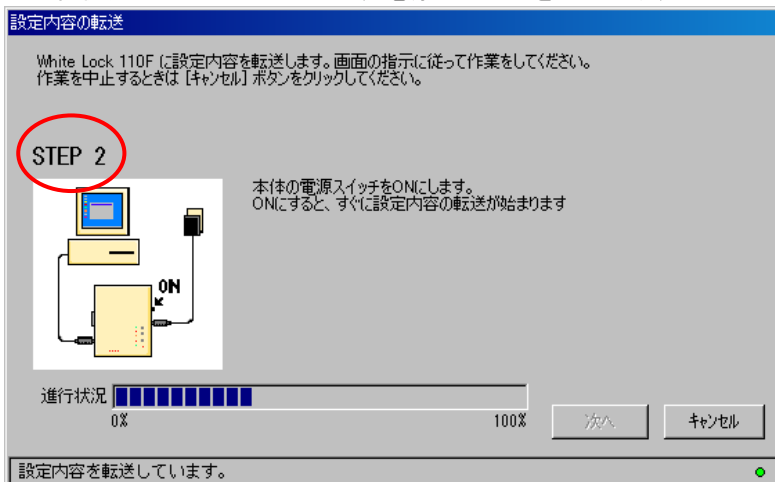 設定内容の転送
White Lock 110F に設定内容を転送します。画面の指示に従って作業をしてください。
作業を中止するときは [キャンセル] ボタンをクリックしてください。
STEP 2
本体の電源スイッチをONにします。
ONにすると、すぐに設定内容の転送が始まります
ON
進行状況
0% 100%
次へ キャンセル
設定内容を転送しています。